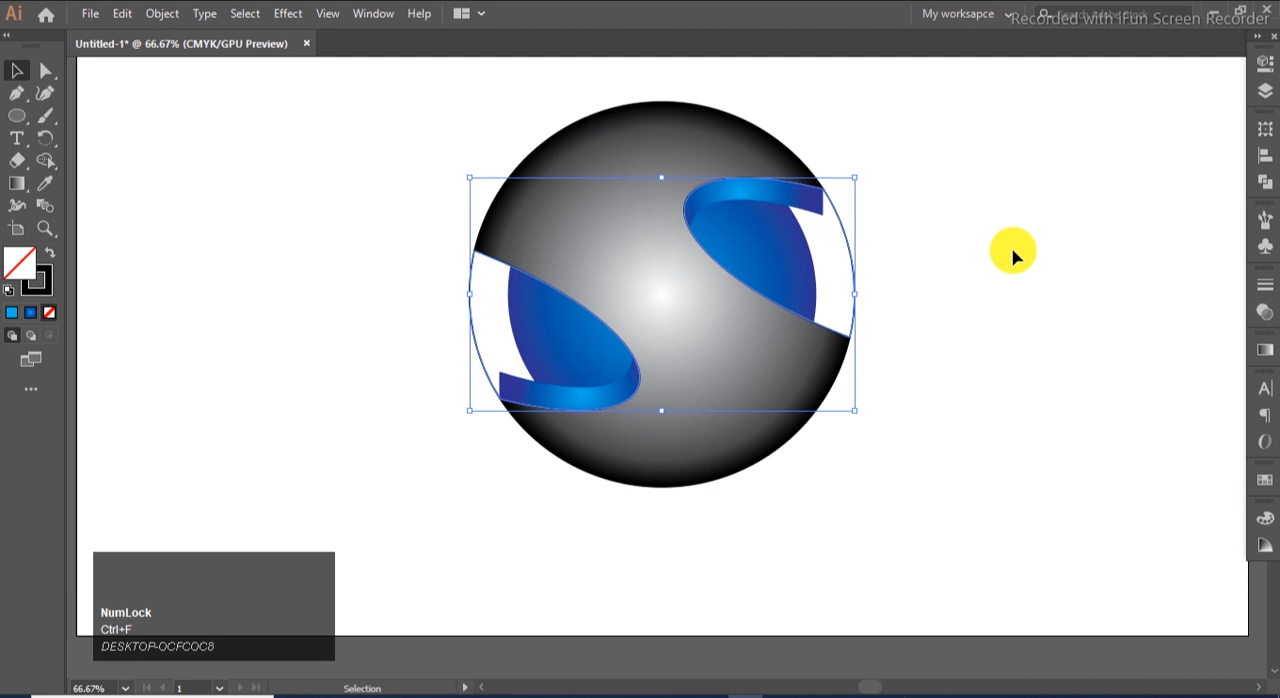 Ai File Edit Object Type Select Effect View Window Help My worksapce
Recorded with iFun Screen Recorder
Untitled-1* @ 66.67% (CMYK/GPU Preview) ×
NumLock
Ctrl+F
DESKTOP-OCFCOC8
66.67% 1 Selection